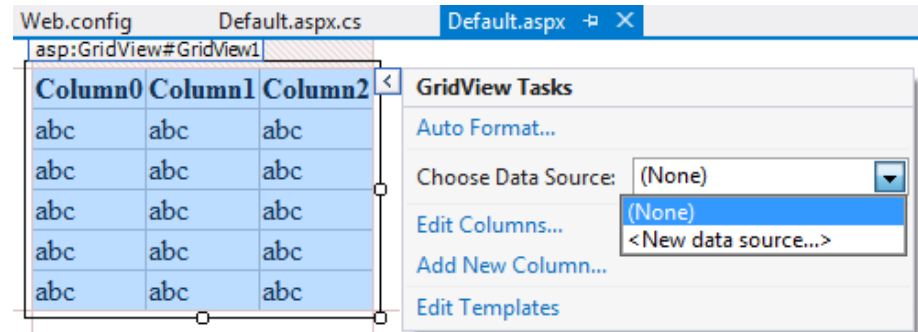 Web.config Default.aspx.cs Default.aspx
asp:GridView#GridView1
Column0 Column1 Column2
abc abc abc
abc abc abc
abc abc abc
abc abc abc
abc abc abc
GridView Tasks
Auto Format...
Choose Data Source: (None)
(None)
<New data source...>
Edit Columns...
Add New Column...
Edit Templates